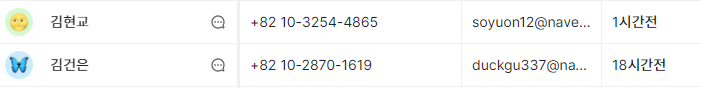 김현교 +82 10-3254-4865 soyuon12@nave... 1시간전
김건은 +82 10-2870-1619 duckgu337@na... 18시간전